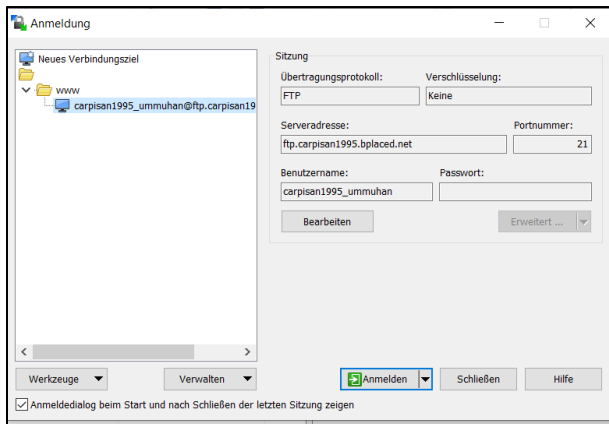 Anmeldung
Neues Verbindungsziel
www
carpisan1995_ummuhan@ftp.carpisan19
Sitzung
Übertragungsprotokoll:
Verschlüsselung:
FTP
Keine
Serveradresse:
Portnummer:
ftp.carpisan1995.bplaced.net
21
Benutzername:
Passwort:
carpisan1995_ummuhan
Bearbeiten
Erweitert ...
Werkzeuge
Verwalten
Anmelden
Schließen
Hilfe
Anmeldedialog beim Start und nach Schließen der letzten Sitzung zeigen